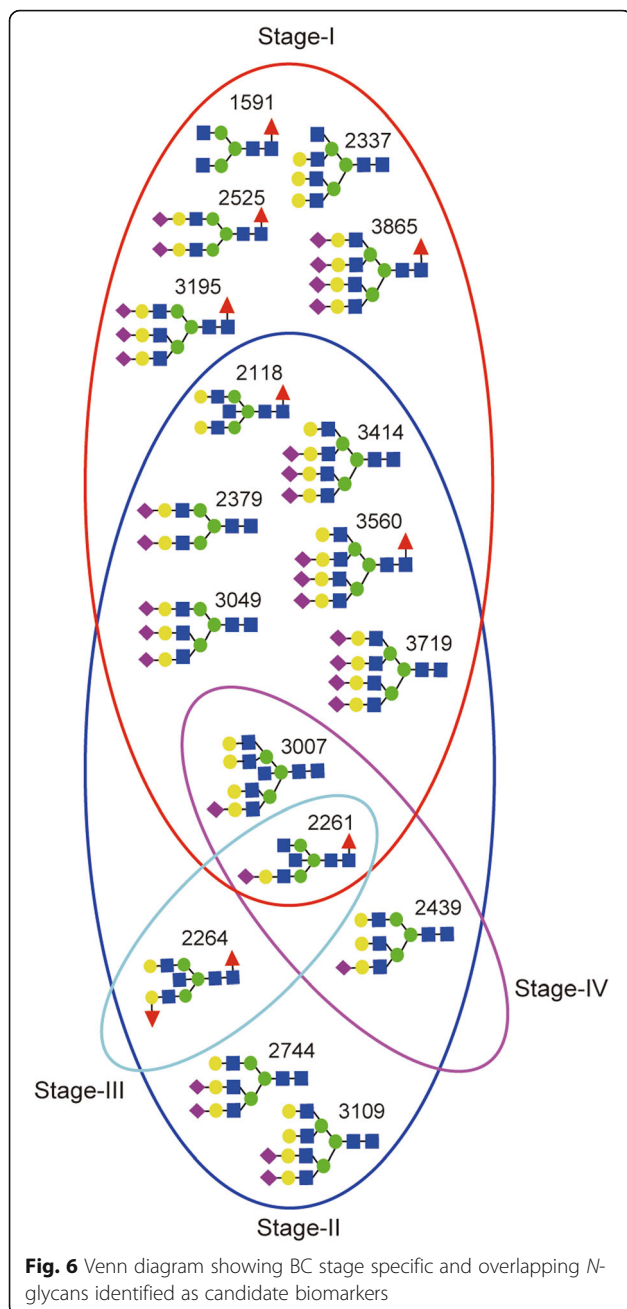 Stage-I
1591
2337
2525
3865
3195
2118
3414
2379
3560
3049
3719
3007
2261
2264
2439
Stage-IV
Stage-III
2744
3109
Stage-II
Fig. 6 Venn diagram showing BC stage specific and overlapping N-
glycans identified as candidate biomarkers